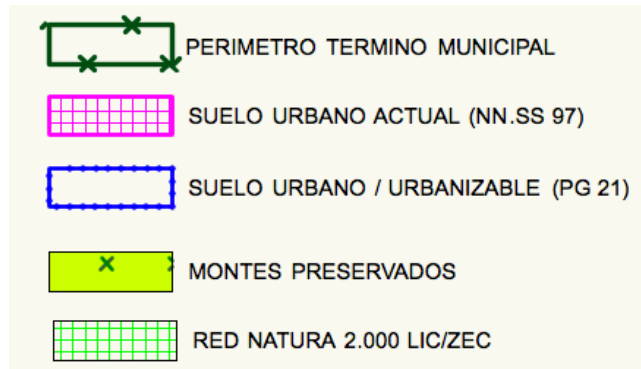 PERIMETRO TERMINO MUNICIPAL
SUELO URBANO ACTUAL (NN.SS 97)
SUELO URBANO / URBANIZABLE (PG 21)
MONTES PRESERVADOS
RED NATURA 2.000 LIC/ZEC